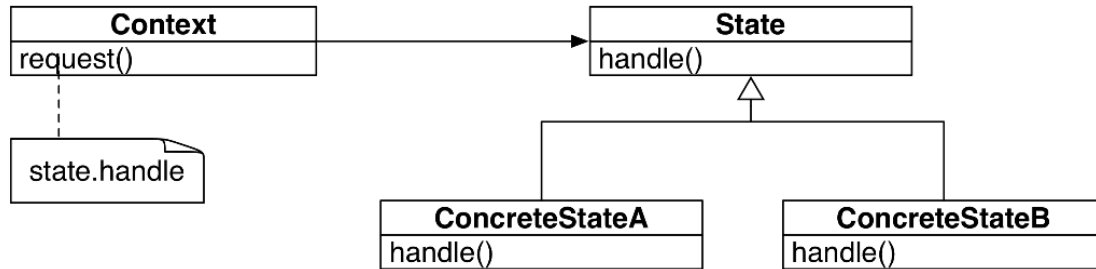 Context
request()
state.handle
State
handle()
ConcreteStateA
handle()
ConcreteStateB
handle()